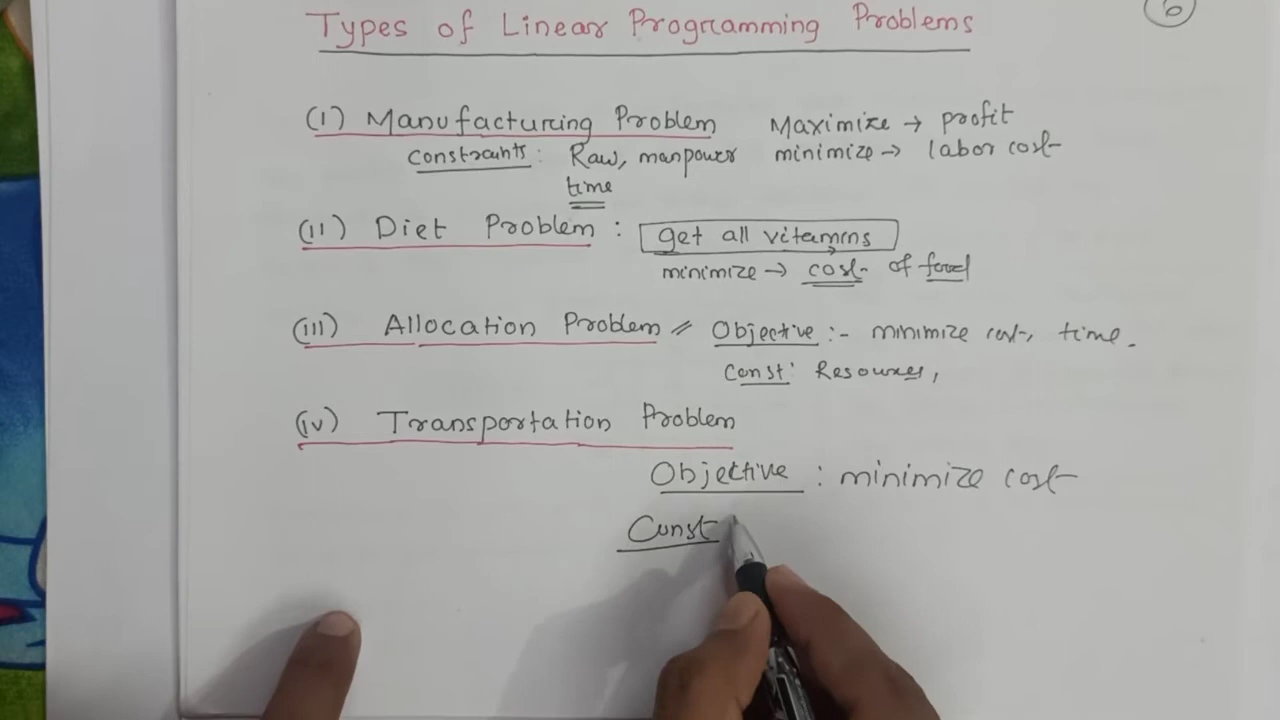 6
Types of Linear Progrramming Problems
(I) Manufacturing Problem Maximize → profit
Constraints : Raw, manpower minimize → labor cost
time
(II) Diet Problem : get all vitamins
minimize → cost of food
(III) Allocation Problem // Objective :- minimize cost, time.
Const : Resources,
(IV) Transportation Problem
Objective : minimize cost
Const